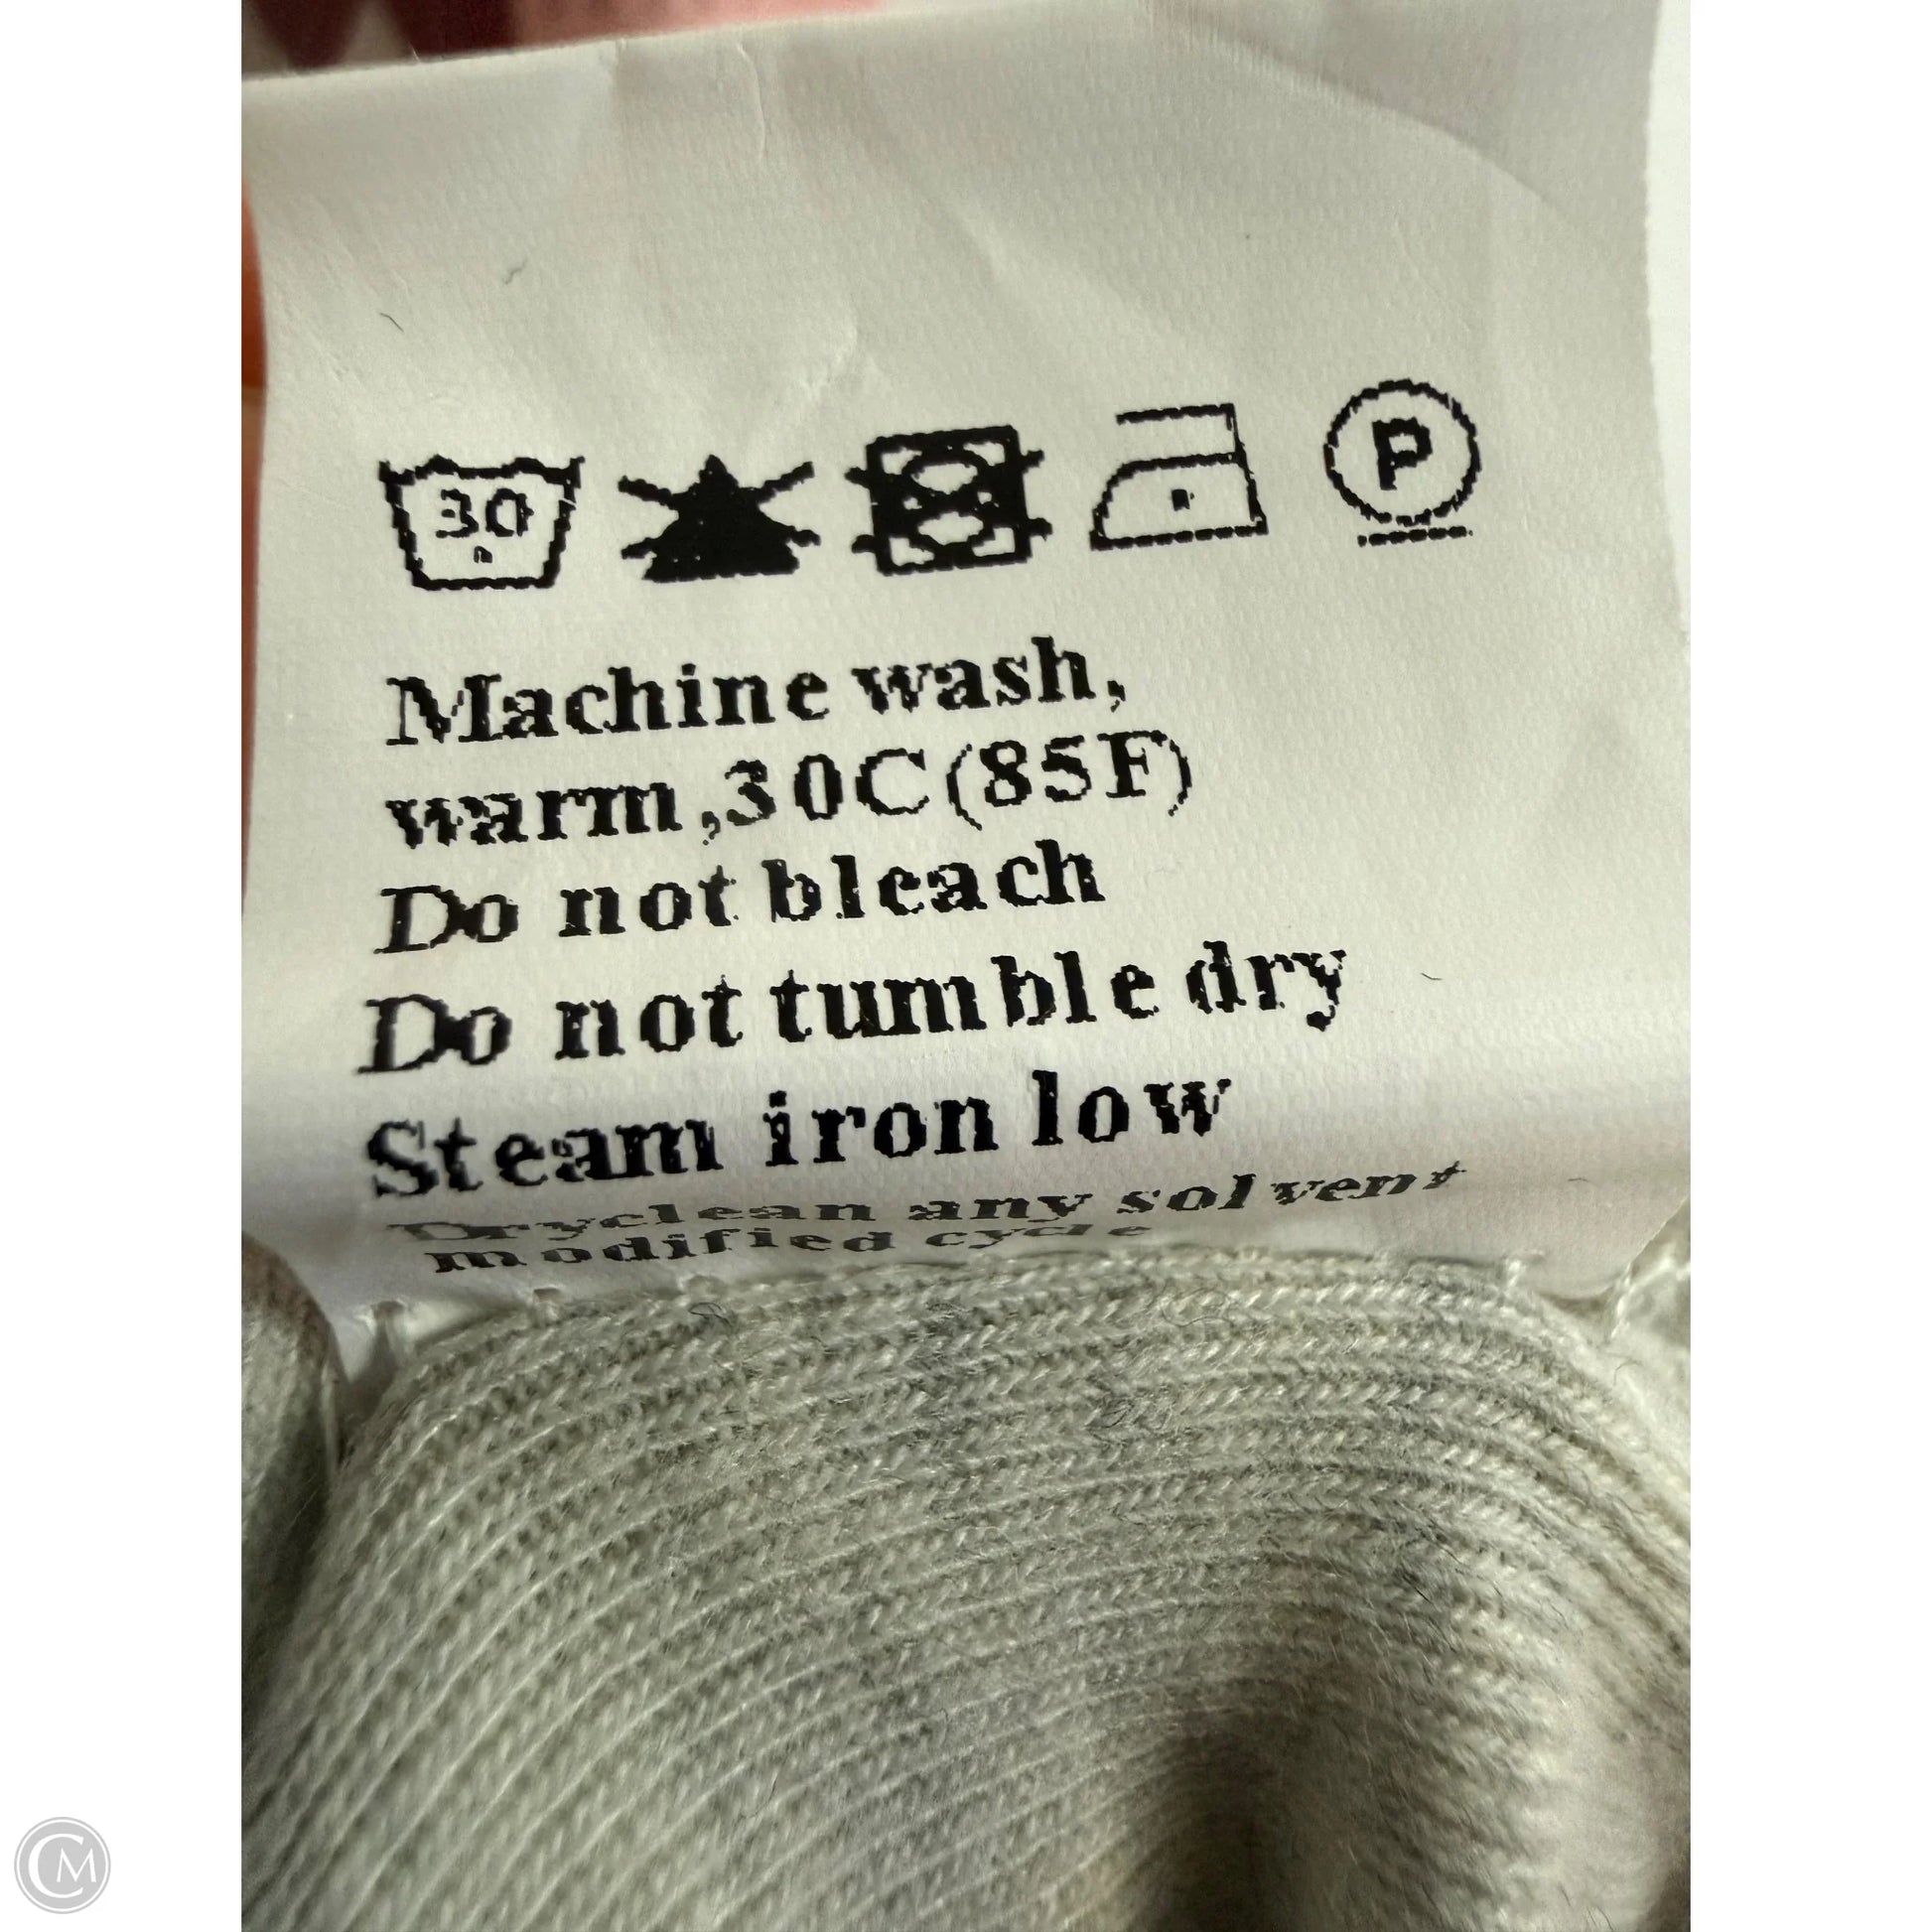 30
P
Machine wash,
warm,30C(85F)
Do not bleach
Do not tumble dry
Steam iron low
Dryclean any solvent
modified cycle
CM